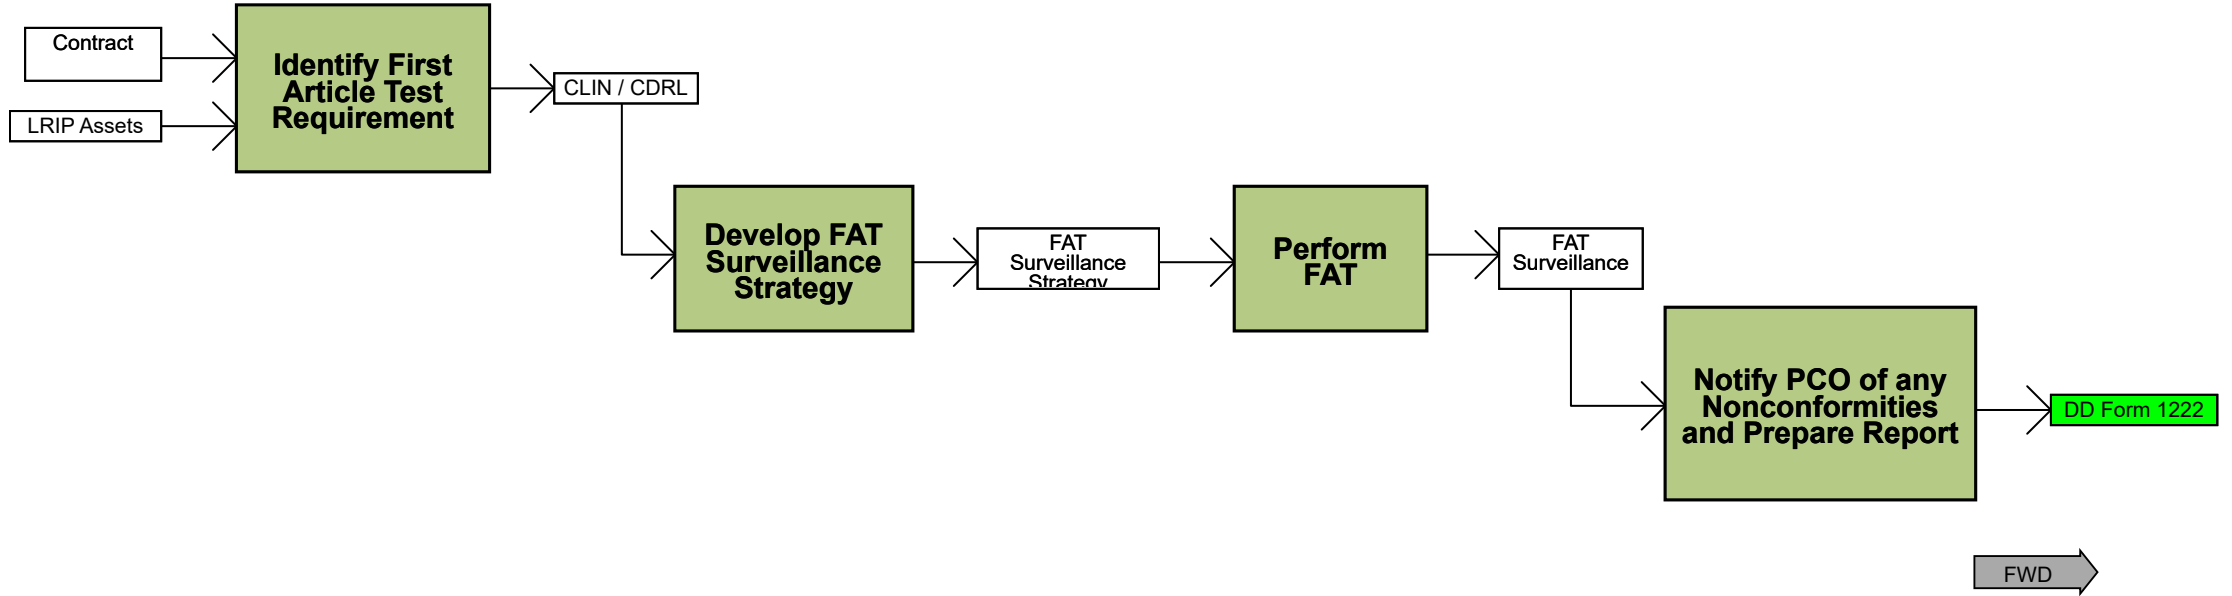 Contract
LRIP Assets
Identify First
Article Test
Requirement
CLIN / CDRL
Develop FAT
Surveillance
Strategy
FAT
Surveillance
Strategy
Perform
FAT
FAT
Surveillance
Notify PCO of any
Nonconformities
and Prepare Report
DD Form 1222
FWD